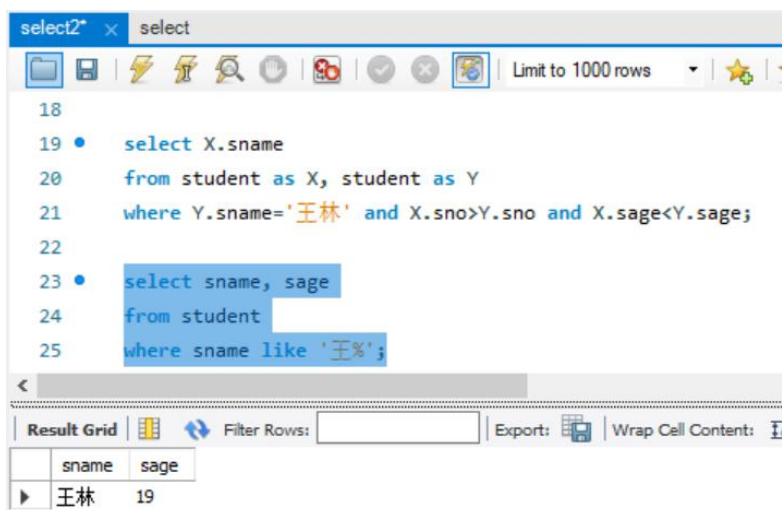 select2* × select
Limit to 1000 rows
18
19 select X.sname
20 from student as X, student as Y
21 where Y.sname='王林' and X.sno>Y.sno and X.sage<Y.sage;
22
23 select sname, sage
24 from student
25 where sname like '王%';
Result Grid Filter Rows: Export: Wrap Cell Content:
sname sage
王林 19